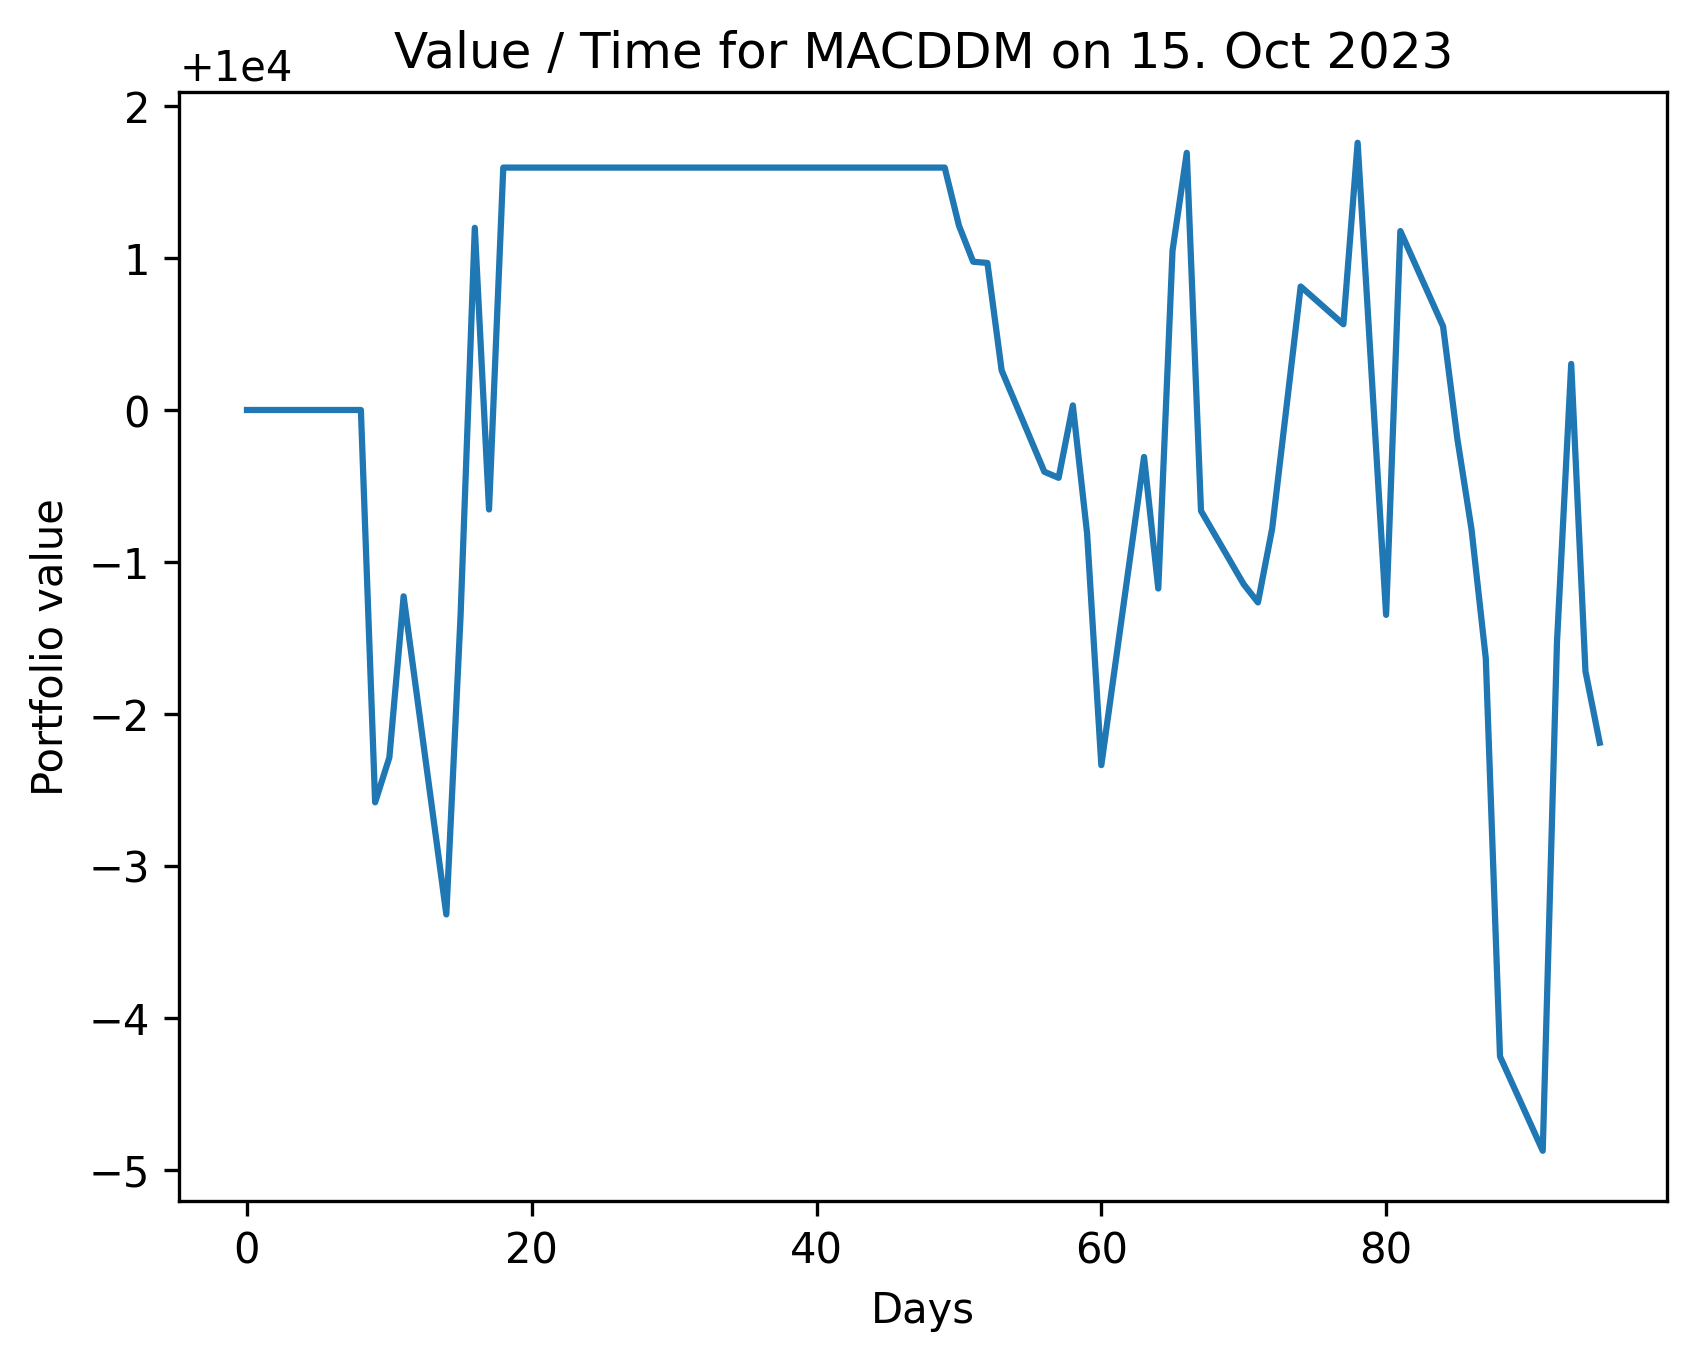 Value / Time for MACDDM on 15. Oct 2023
+1e4
2
1
0
−1
−2
−3
−4
−5
Portfolio value
0 20 40 60 80
Days